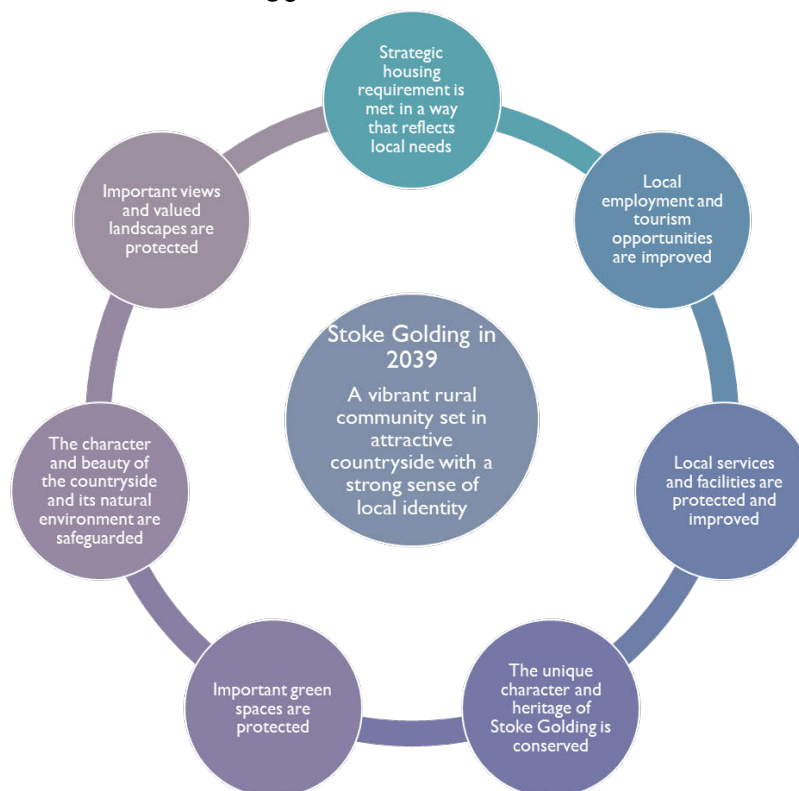 Strategic
housing
requirement is
met in a way
that reflects
local needs
Local
employment and
tourism
opportunities
are improved
Local services
and facilities are
protected and
improved
The unique
character and
heritage of
Stoke Golding is
conserved
Important green
spaces are
protected
The character
and beauty of
the countryside
and its natural
environment are
safeguarded
Important views
and valued
landscapes are
protected
Stoke Golding in
2039
A vibrant rural
community set in
attractive
countryside with a
strong sense of
local identity